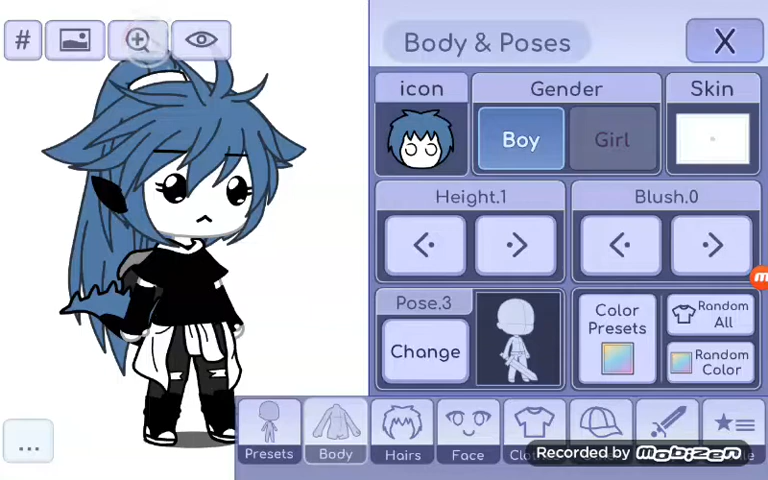 #
Body & Poses
X
icon
Gender
Skin
Boy
Girl
Height.1
Blush.0
Pose.3
Change
Color
Presets
Random
All
Random
Color
...
Presets
Body
Hairs
Face
Recorded by mobizen